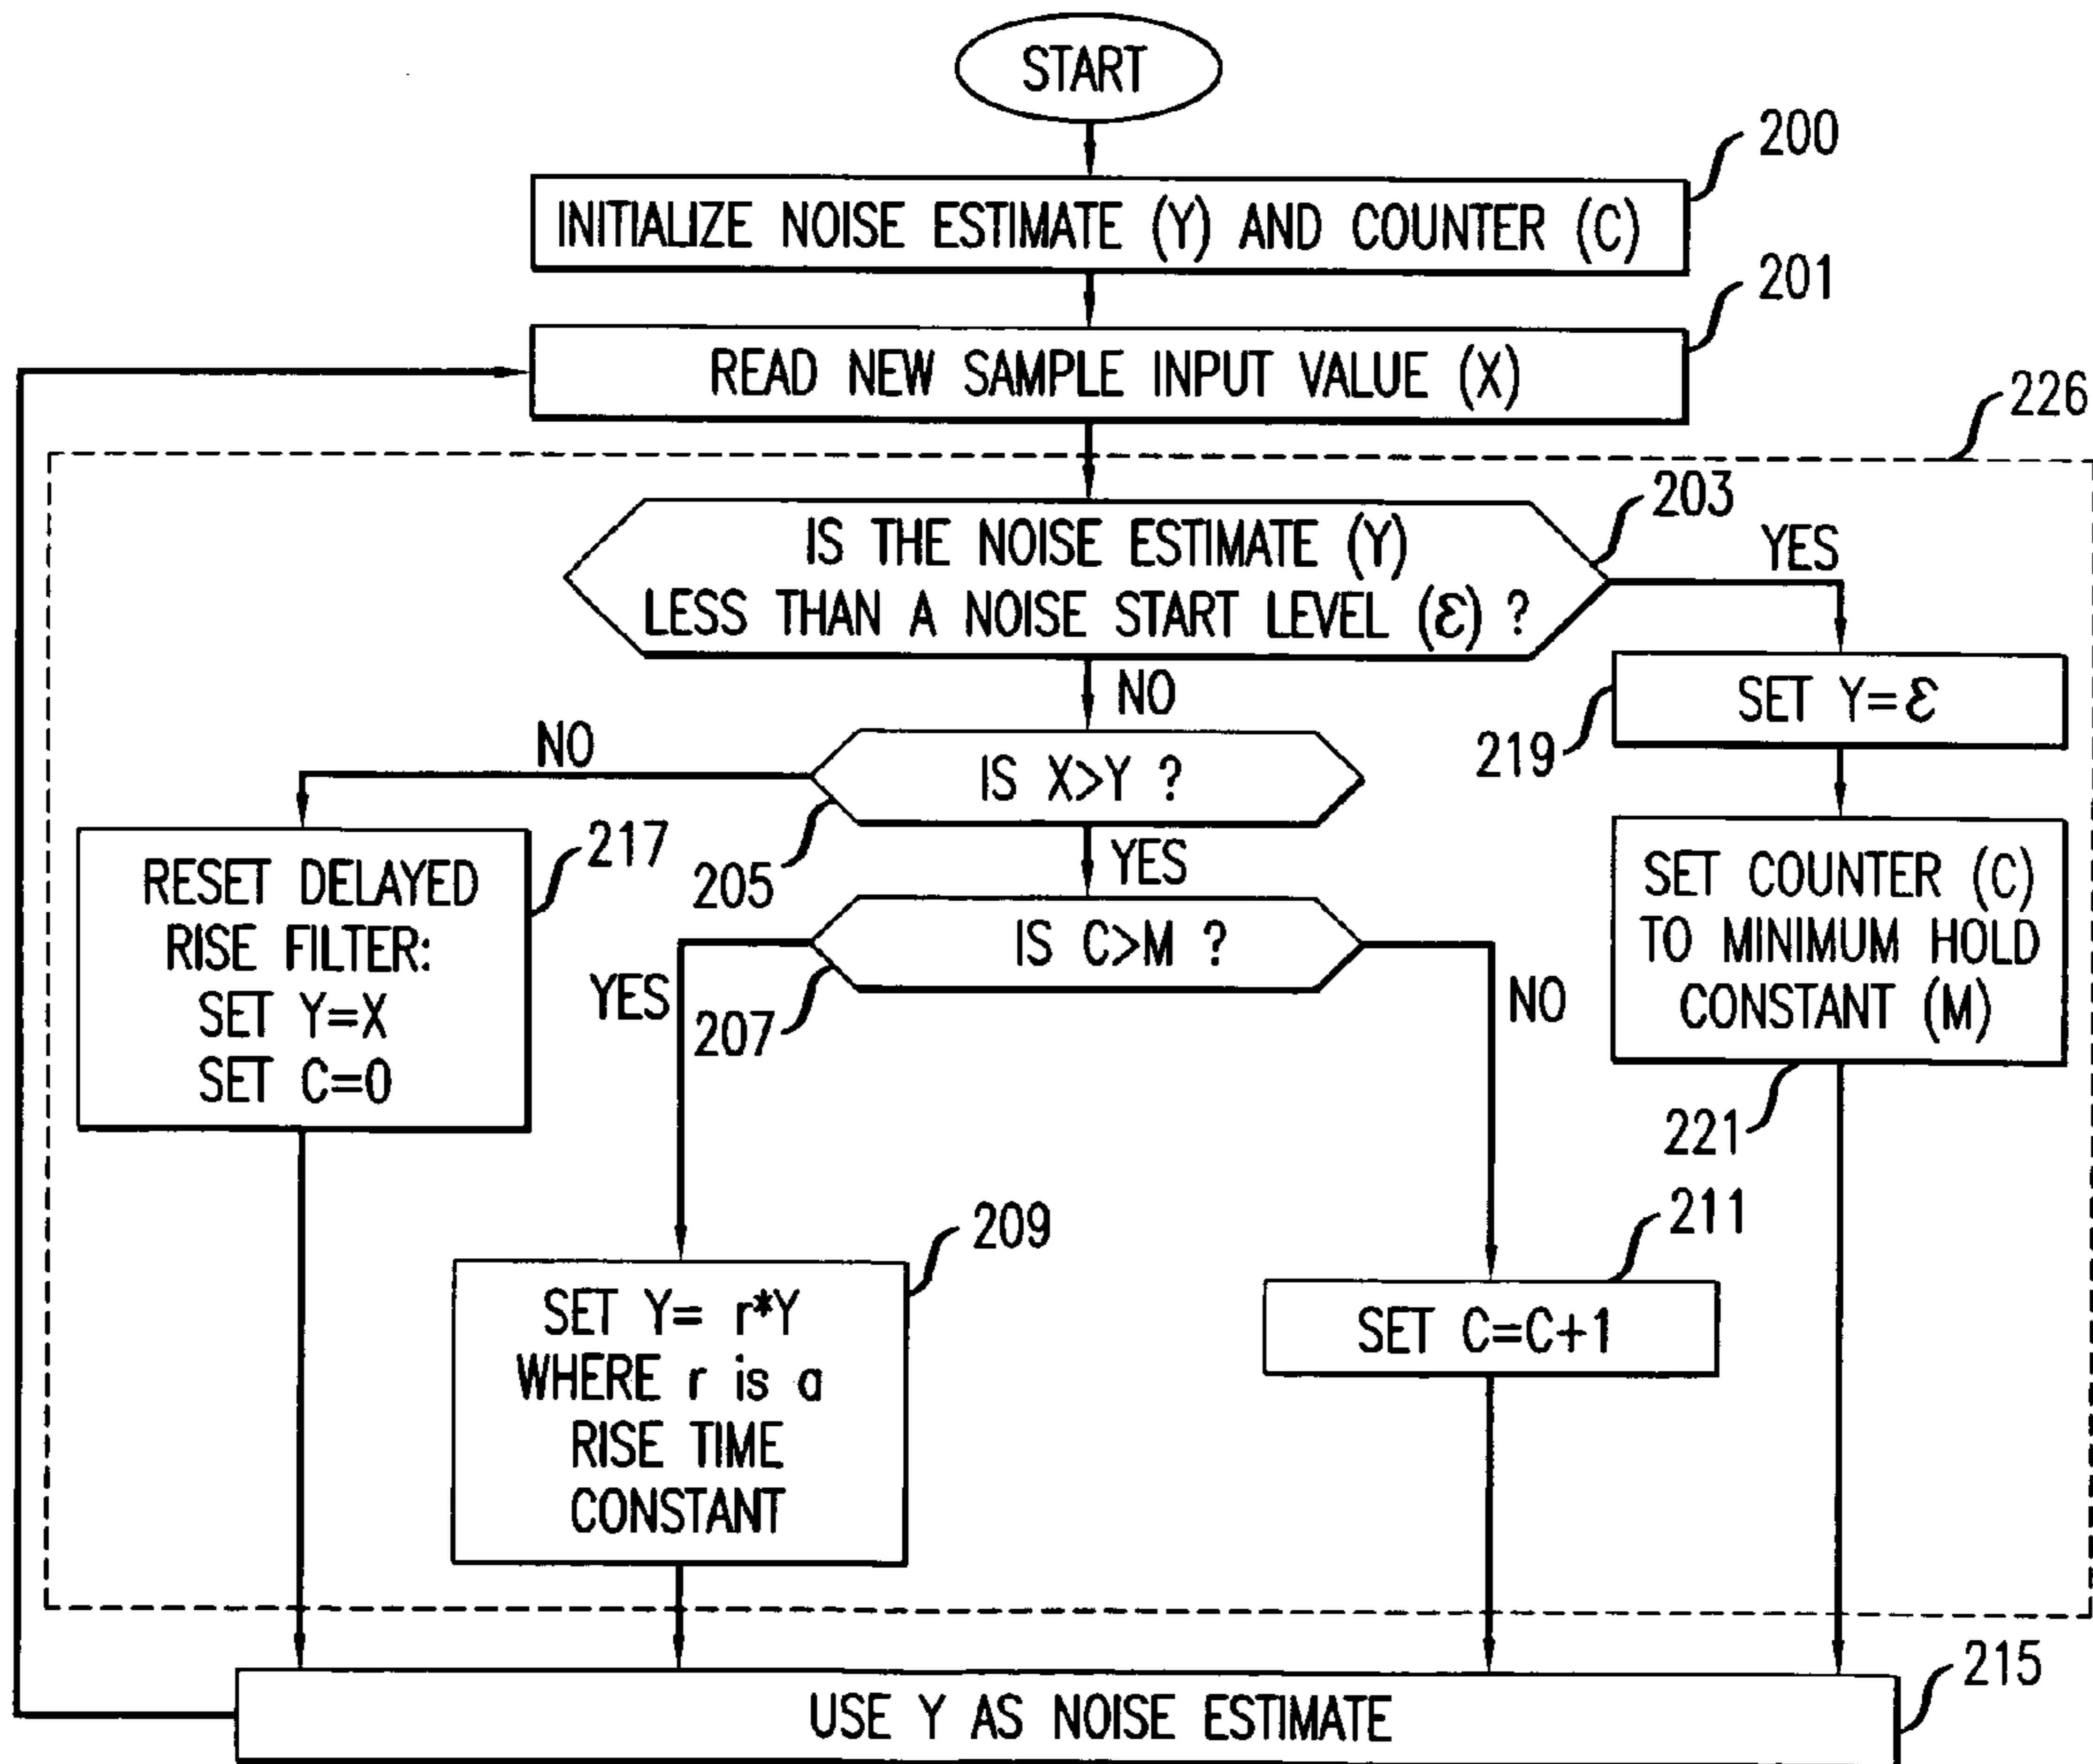 START
200
INITIALIZE NOISE ESTIMATE (Y) AND COUNTER (C)
201
READ NEW SAMPLE INPUT VALUE (X)
226
203
IS THE NOISE ESTIMATE (Y)
LESS THAN A NOISE START LEVEL (Ɛ) ?
YES
NO
SET Y=Ɛ
219
NO
IS X>Y ?
205
YES
217
RESET DELAYED
RISE FILTER:
SET Y=X
SET C=0
IS C>M ?
207
YES
NO
SET COUNTER (C)
TO MINIMUM HOLD
CONSTANT (M)
221
209
SET Y= r*Y
WHERE r is a
RISE TIME
CONSTANT
211
SET C=C+1
215
USE Y AS NOISE ESTIMATE